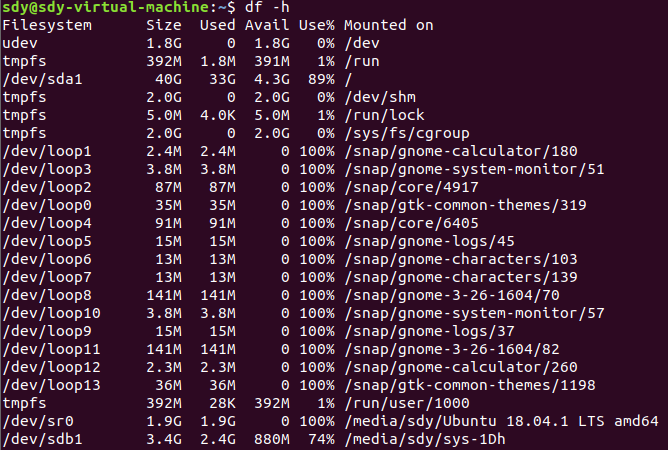 sdy@sdy-virtual-machine:~$ df -h
Filesystem      Size  Used Avail Use% Mounted on
udev            1.8G     0  1.8G   0% /dev
tmpfs           392M  1.8M  391M   1% /run
/dev/sda1        40G   33G  4.3G  89% /
tmpfs           2.0G     0  2.0G   0% /dev/shm
tmpfs           5.0M  4.0K  5.0M   1% /run/lock
tmpfs           2.0G     0  2.0G   0% /sys/fs/cgroup
/dev/loop1      2.4M  2.4M     0 100% /snap/gnome-calculator/180
/dev/loop3      3.8M  3.8M     0 100% /snap/gnome-system-monitor/51
/dev/loop2       87M   87M     0 100% /snap/core/4917
/dev/loop0       35M   35M     0 100% /snap/gtk-common-themes/319
/dev/loop4       91M   91M     0 100% /snap/core/6405
/dev/loop5       15M   15M     0 100% /snap/gnome-logs/45
/dev/loop6       13M   13M     0 100% /snap/gnome-characters/103
/dev/loop7       13M   13M     0 100% /snap/gnome-characters/139
/dev/loop8      141M  141M     0 100% /snap/gnome-3-26-1604/70
/dev/loop10     3.8M  3.8M     0 100% /snap/gnome-system-monitor/57
/dev/loop9       15M   15M     0 100% /snap/gnome-logs/37
/dev/loop11     141M  141M     0 100% /snap/gnome-3-26-1604/82
/dev/loop12     2.3M  2.3M     0 100% /snap/gnome-calculator/260
/dev/loop13      36M   36M     0 100% /snap/gtk-common-themes/1198
tmpfs           392M   28K  392M   1% /run/user/1000
/dev/sr0        1.9G  1.9G     0 100% /media/sdy/Ubuntu 18.04.1 LTS amd64
/dev/sdb1       3.4G  2.4G  880M  74% /media/sdy/sys-1Dh